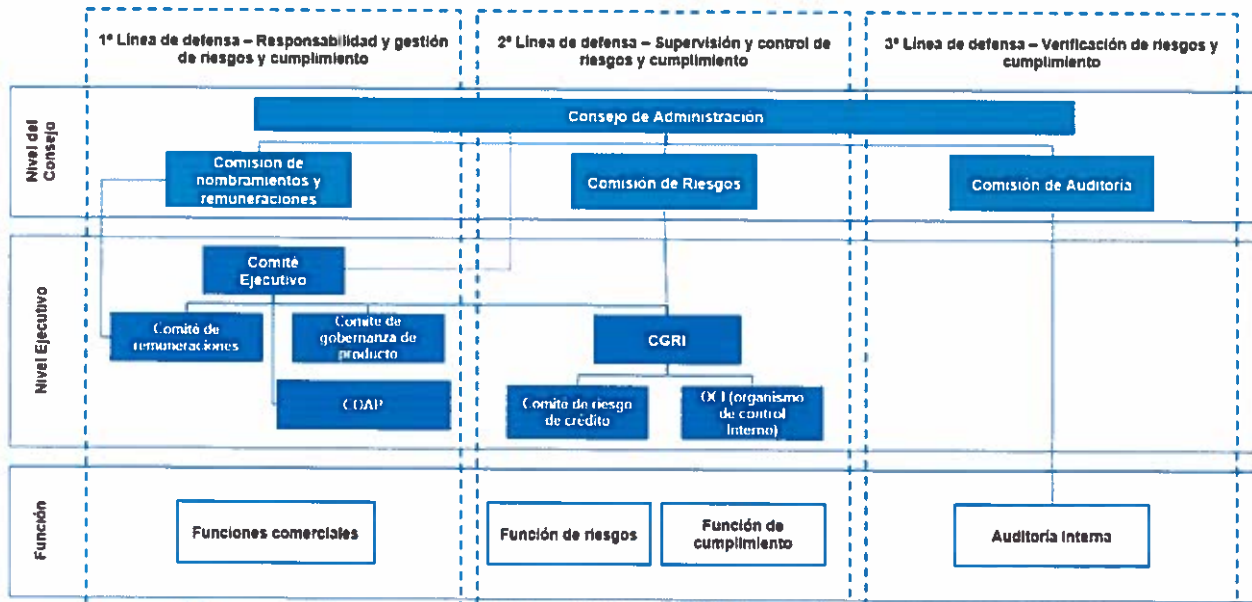 1ª Línea de defensa – Responsabilidad y gestión
de riesgos y cumplimiento
2ª Línea de defensa – Supervisión y control de
riesgos y cumplimiento
3ª Línea de defensa – Verificación de riesgos y
cumplimiento
Nivel del
Consejo
Consejo de Administración
Comisión de
nombramientos y
remuneraciones
Comisión de Riesgos
Comisión de Auditoría
Nivel Ejecutivo
Comité
Ejecutivo
Comité de
remuneraciones
Comité de
gobernanza de
producto
CGRI
COAP
Comité de riesgo
de crédito
OCI (organismo
de control
Interno)
Función
Funciones comerciales
Función de riesgos
Función de
cumplimiento
Auditoría Interna